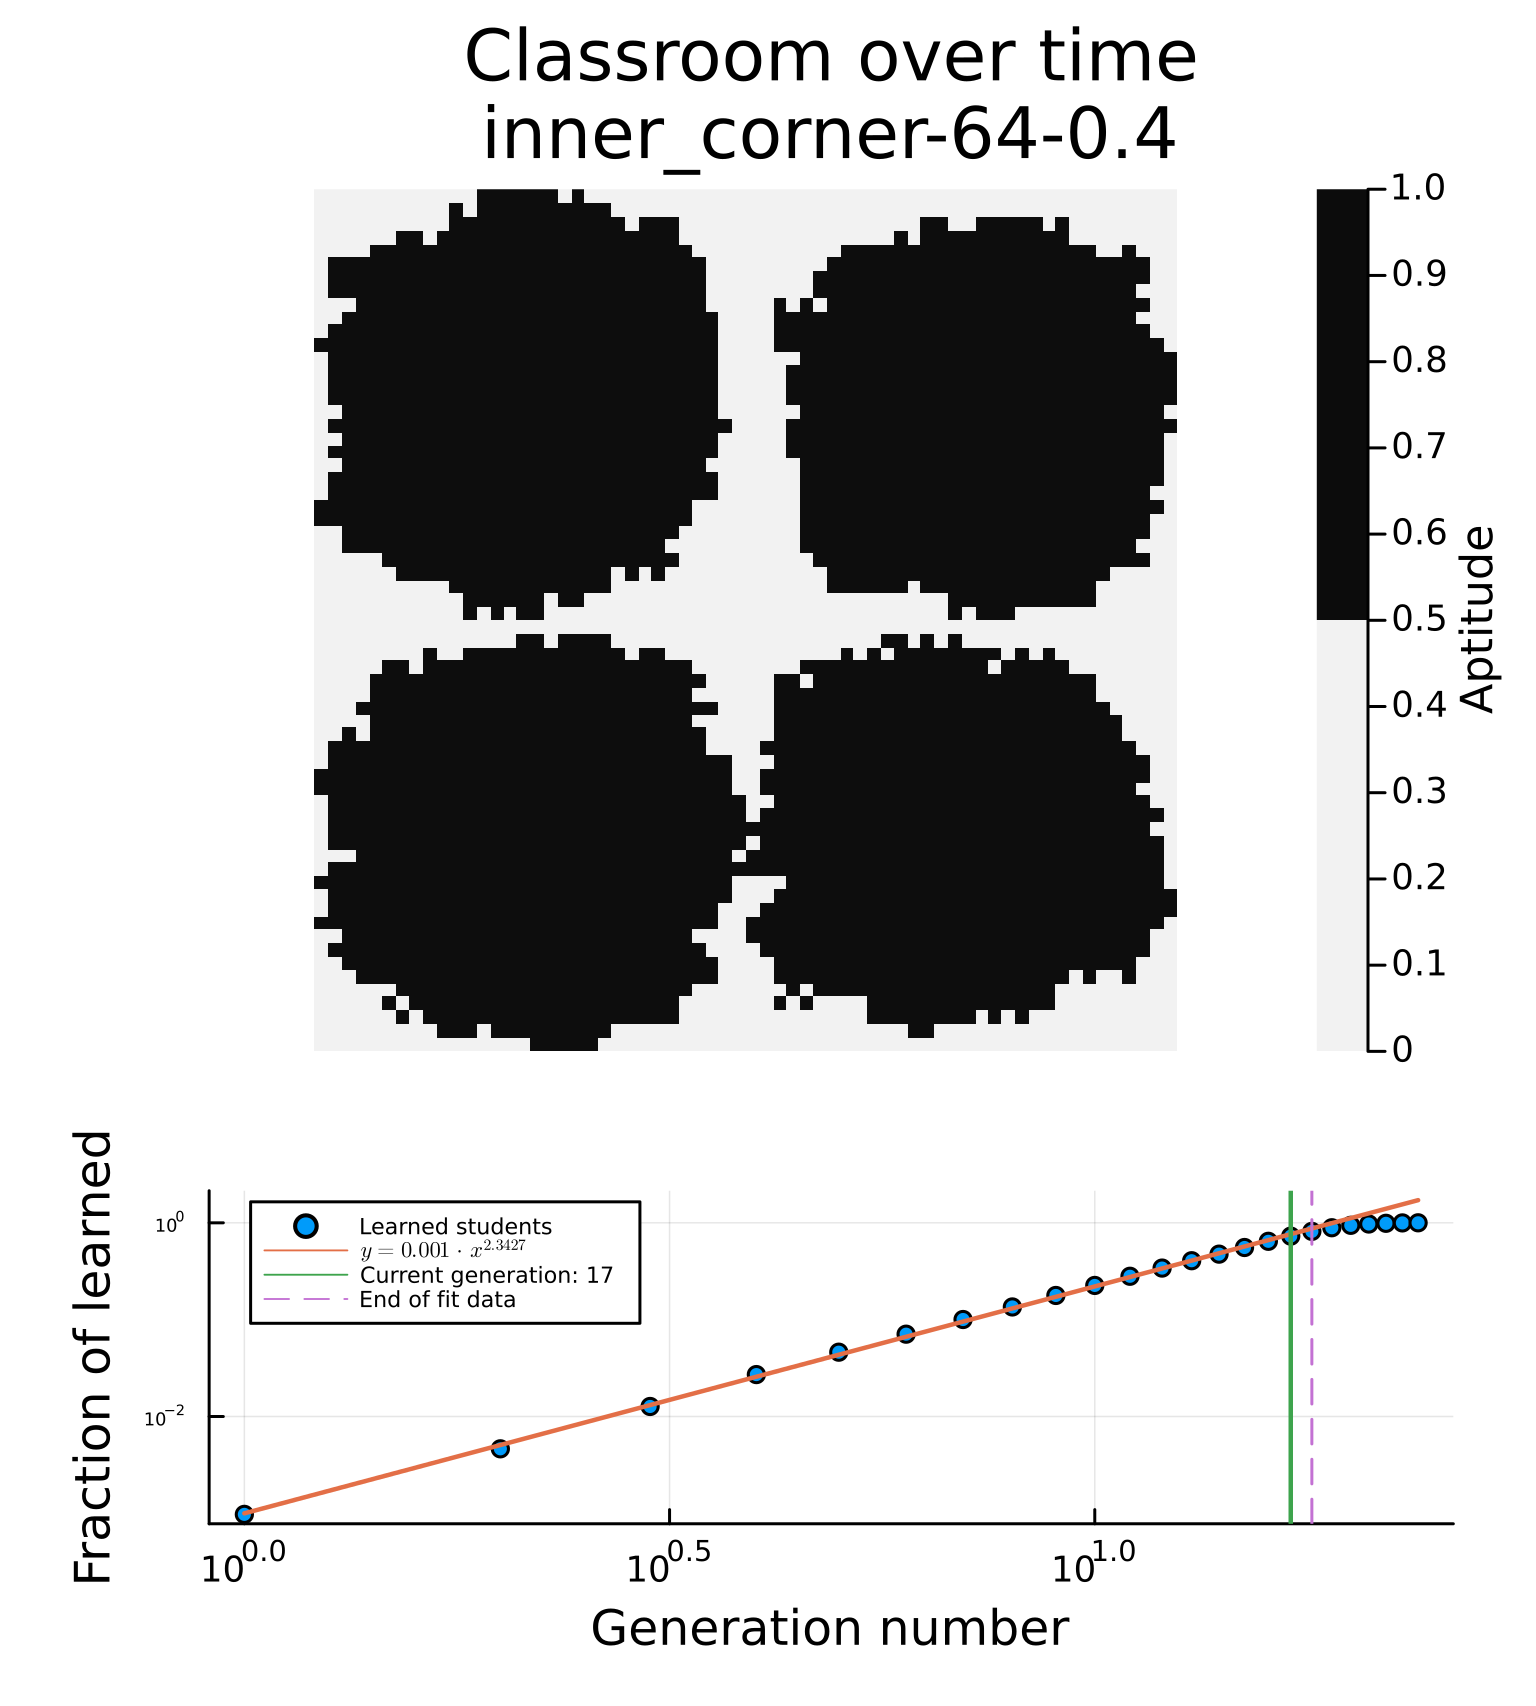 Classroom over time
inner_corner-64-0.4
1.0
0.9
0.8
0.7
0.6
0.5
0.4
0.3
0.2
0.1
0
Aptitude
Fraction of learned
10^0
10^-2
Learned students
y = 0.001 · x^2.3427
Current generation: 17
End of fit data
10^0.0
10^0.5
10^1.0
Generation number